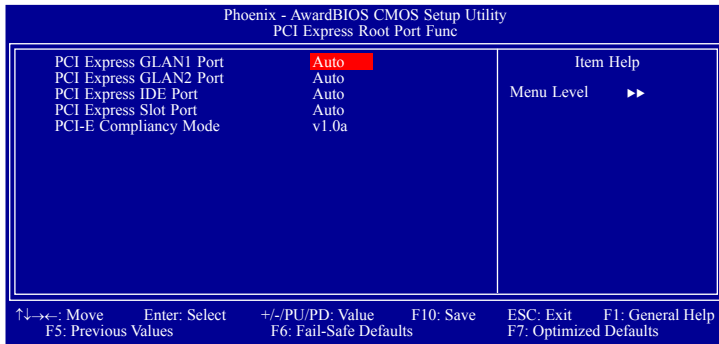 Phoenix - AwardBIOS CMOS Setup Utility
PCI Express Root Port Func
PCI Express GLAN1 Port Auto
PCI Express GLAN2 Port Auto
PCI Express IDE Port Auto
PCI Express Slot Port Auto
PCI-E Compliancy Mode v1.0a
Item Help
Menu Level ▶▶
↑↓→←: Move Enter: Select +/-/PU/PD: Value F10: Save ESC: Exit F1: General Help
F5: Previous Values F6: Fail-Safe Defaults F7: Optimized Defaults